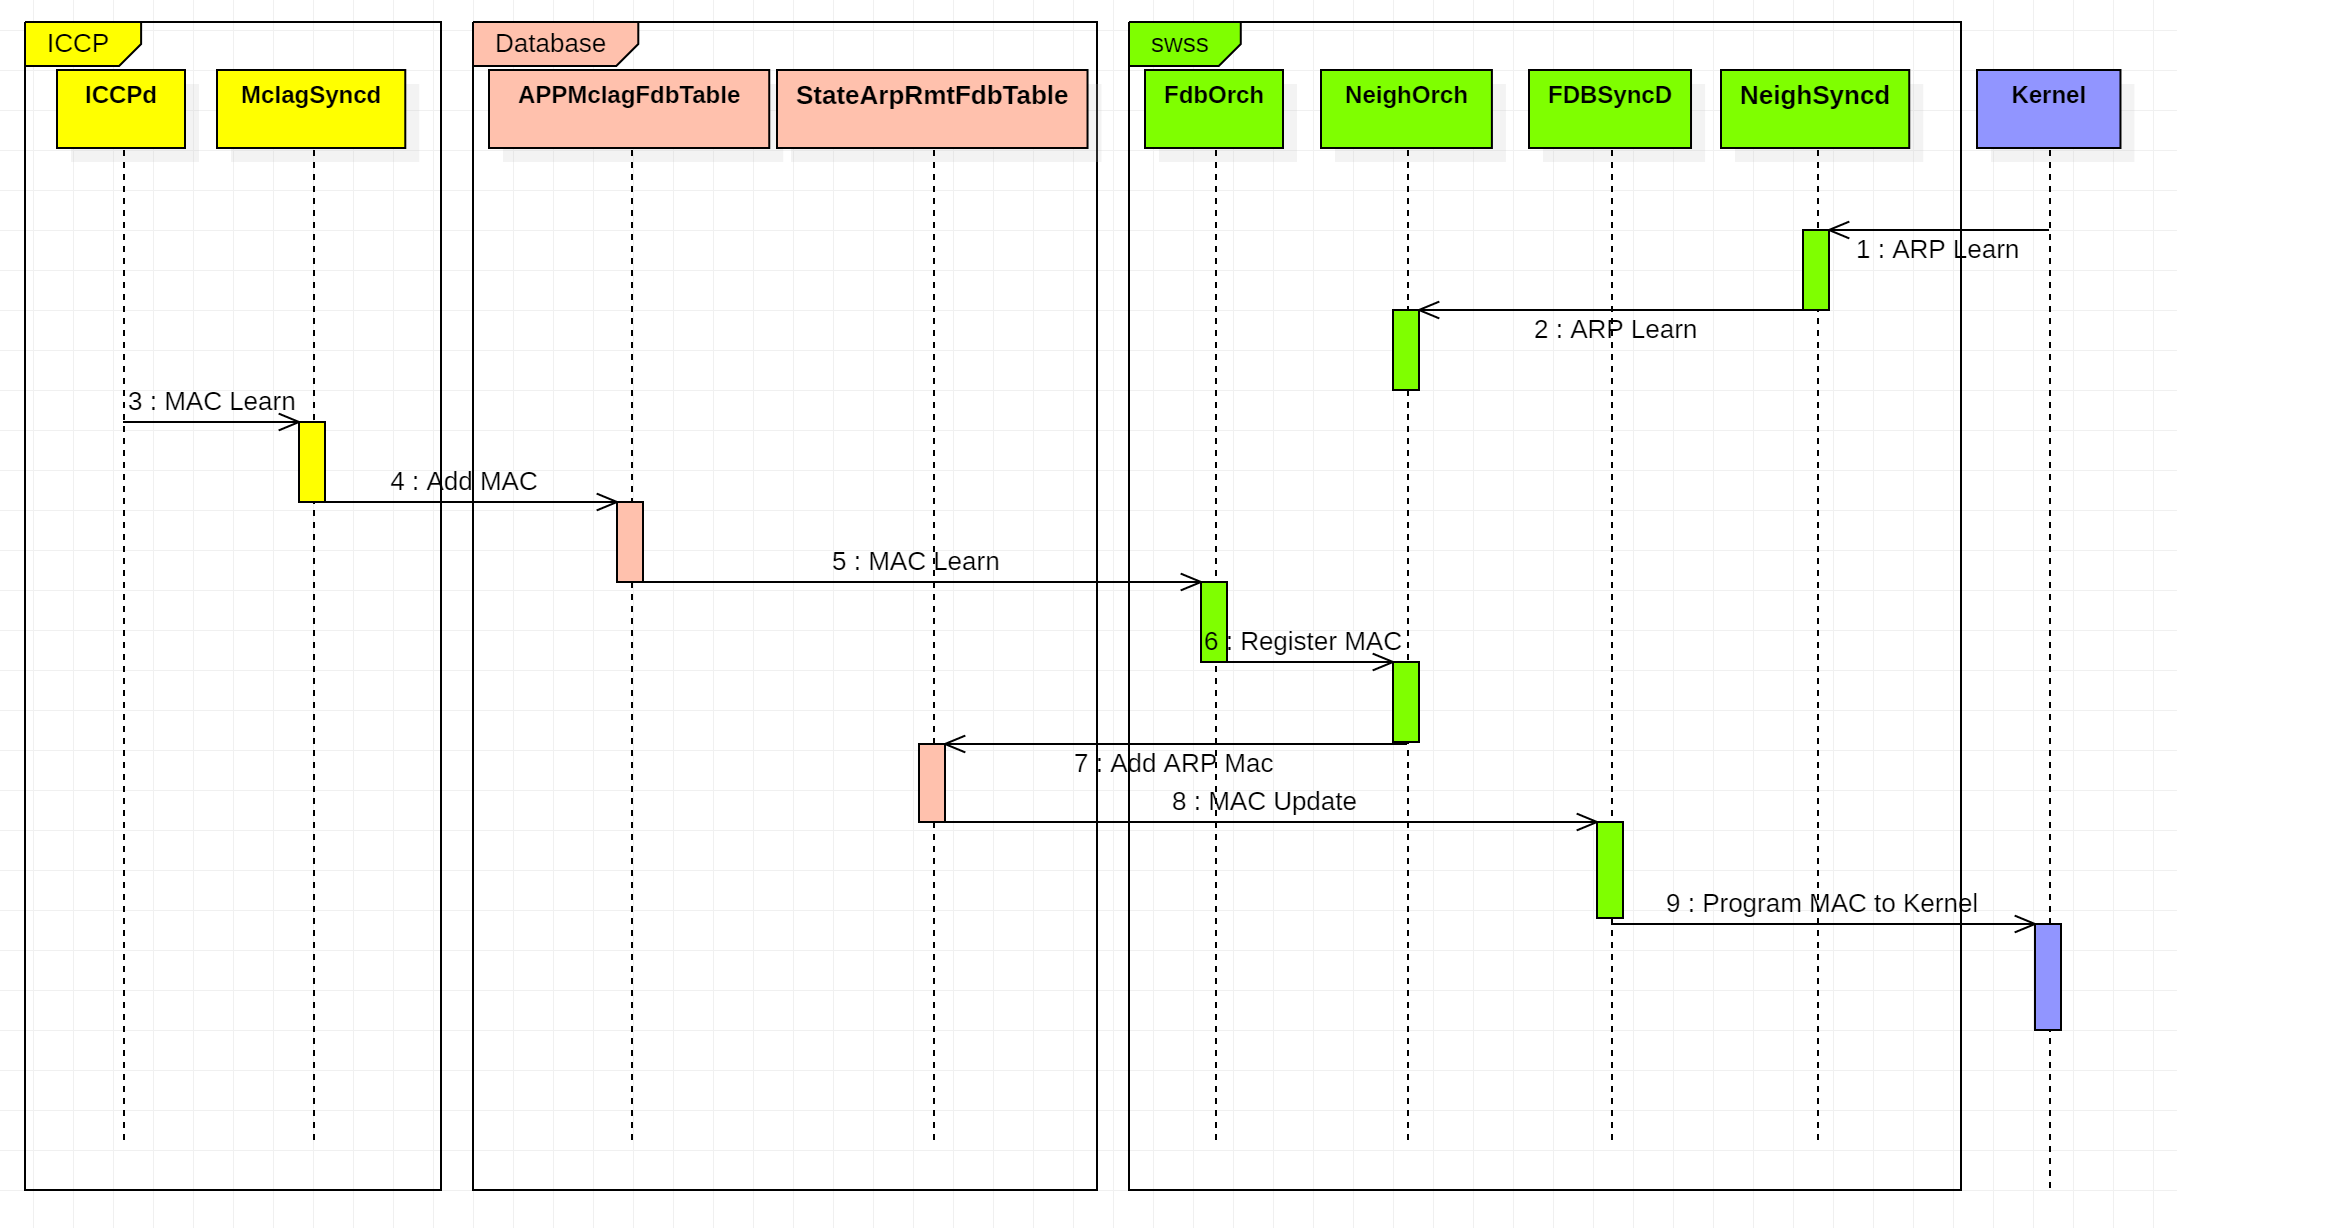 ICCP
Database
swss
ICCPd
MclagSyncd
APPMclagFdbTable
StateArpRmtFdbTable
FdbOrch
NeighOrch
FDBSyncD
NeighSyncd
Kernel
1 : ARP Learn
2 : ARP Learn
3 : MAC Learn
4 : Add MAC
5 : MAC Learn
6 : Register MAC
7 : Add ARP Mac
8 : MAC Update
9 : Program MAC to Kernel